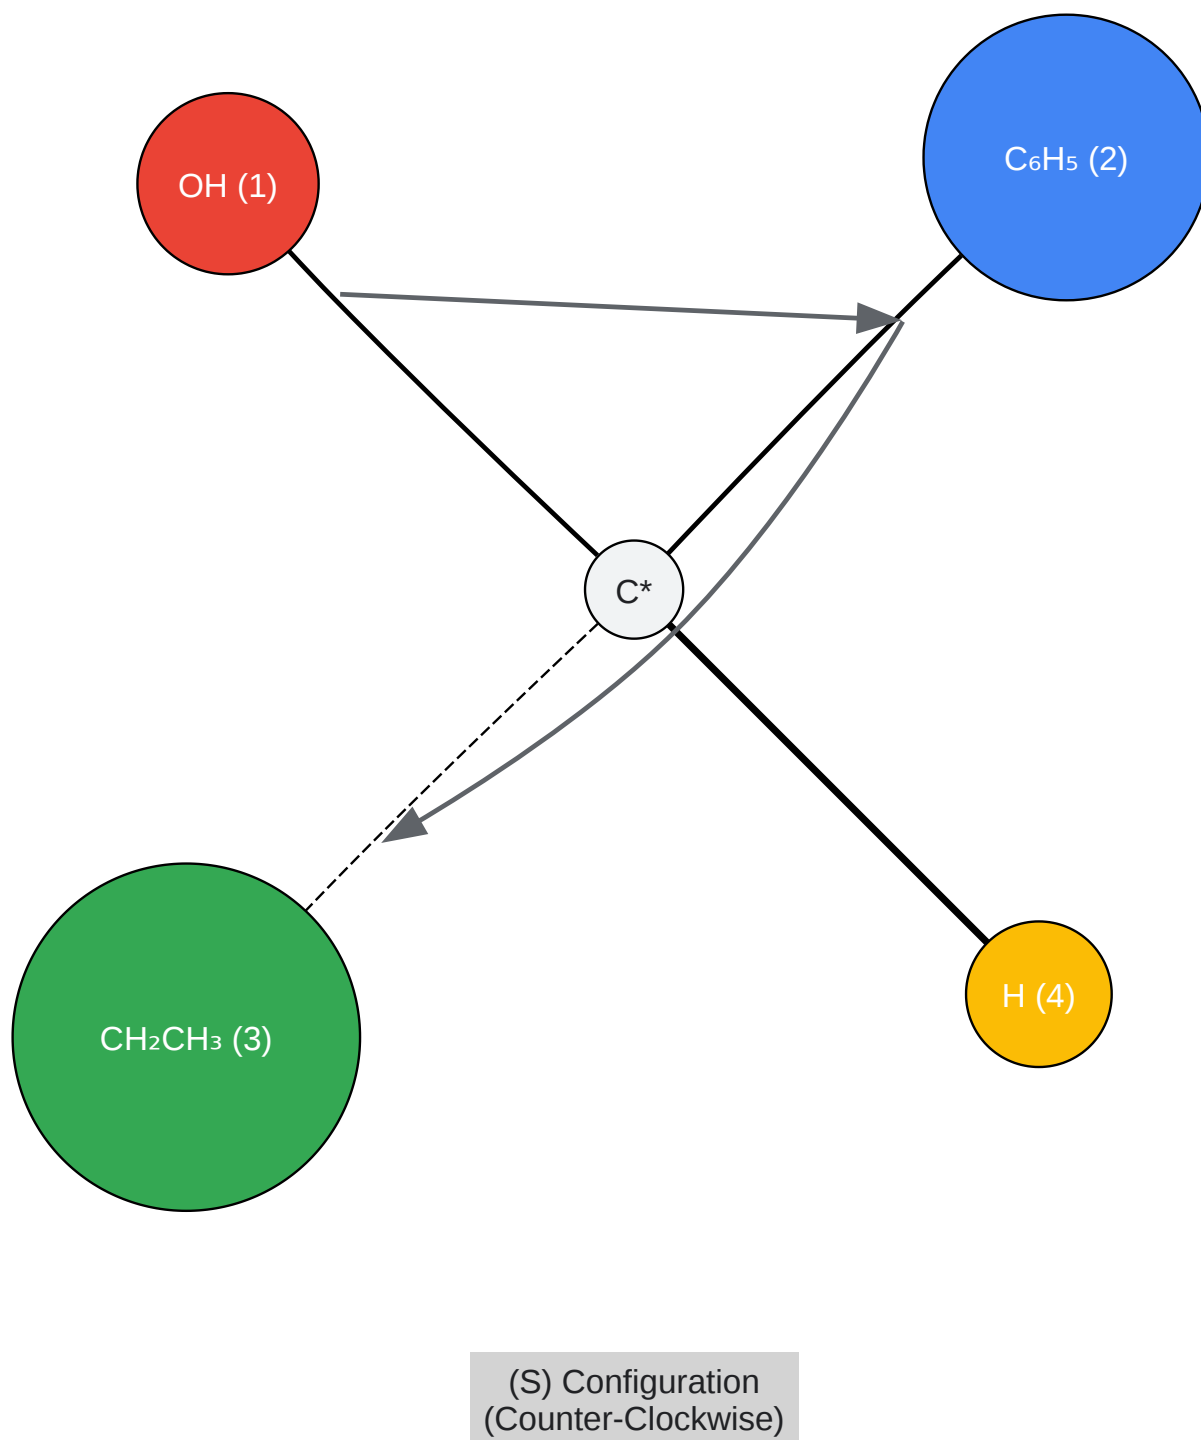 OH (1)
C₆H₅ (2)
C*
CH₂CH₃ (3)
H (4)
(S) Configuration
(Counter-Clockwise)